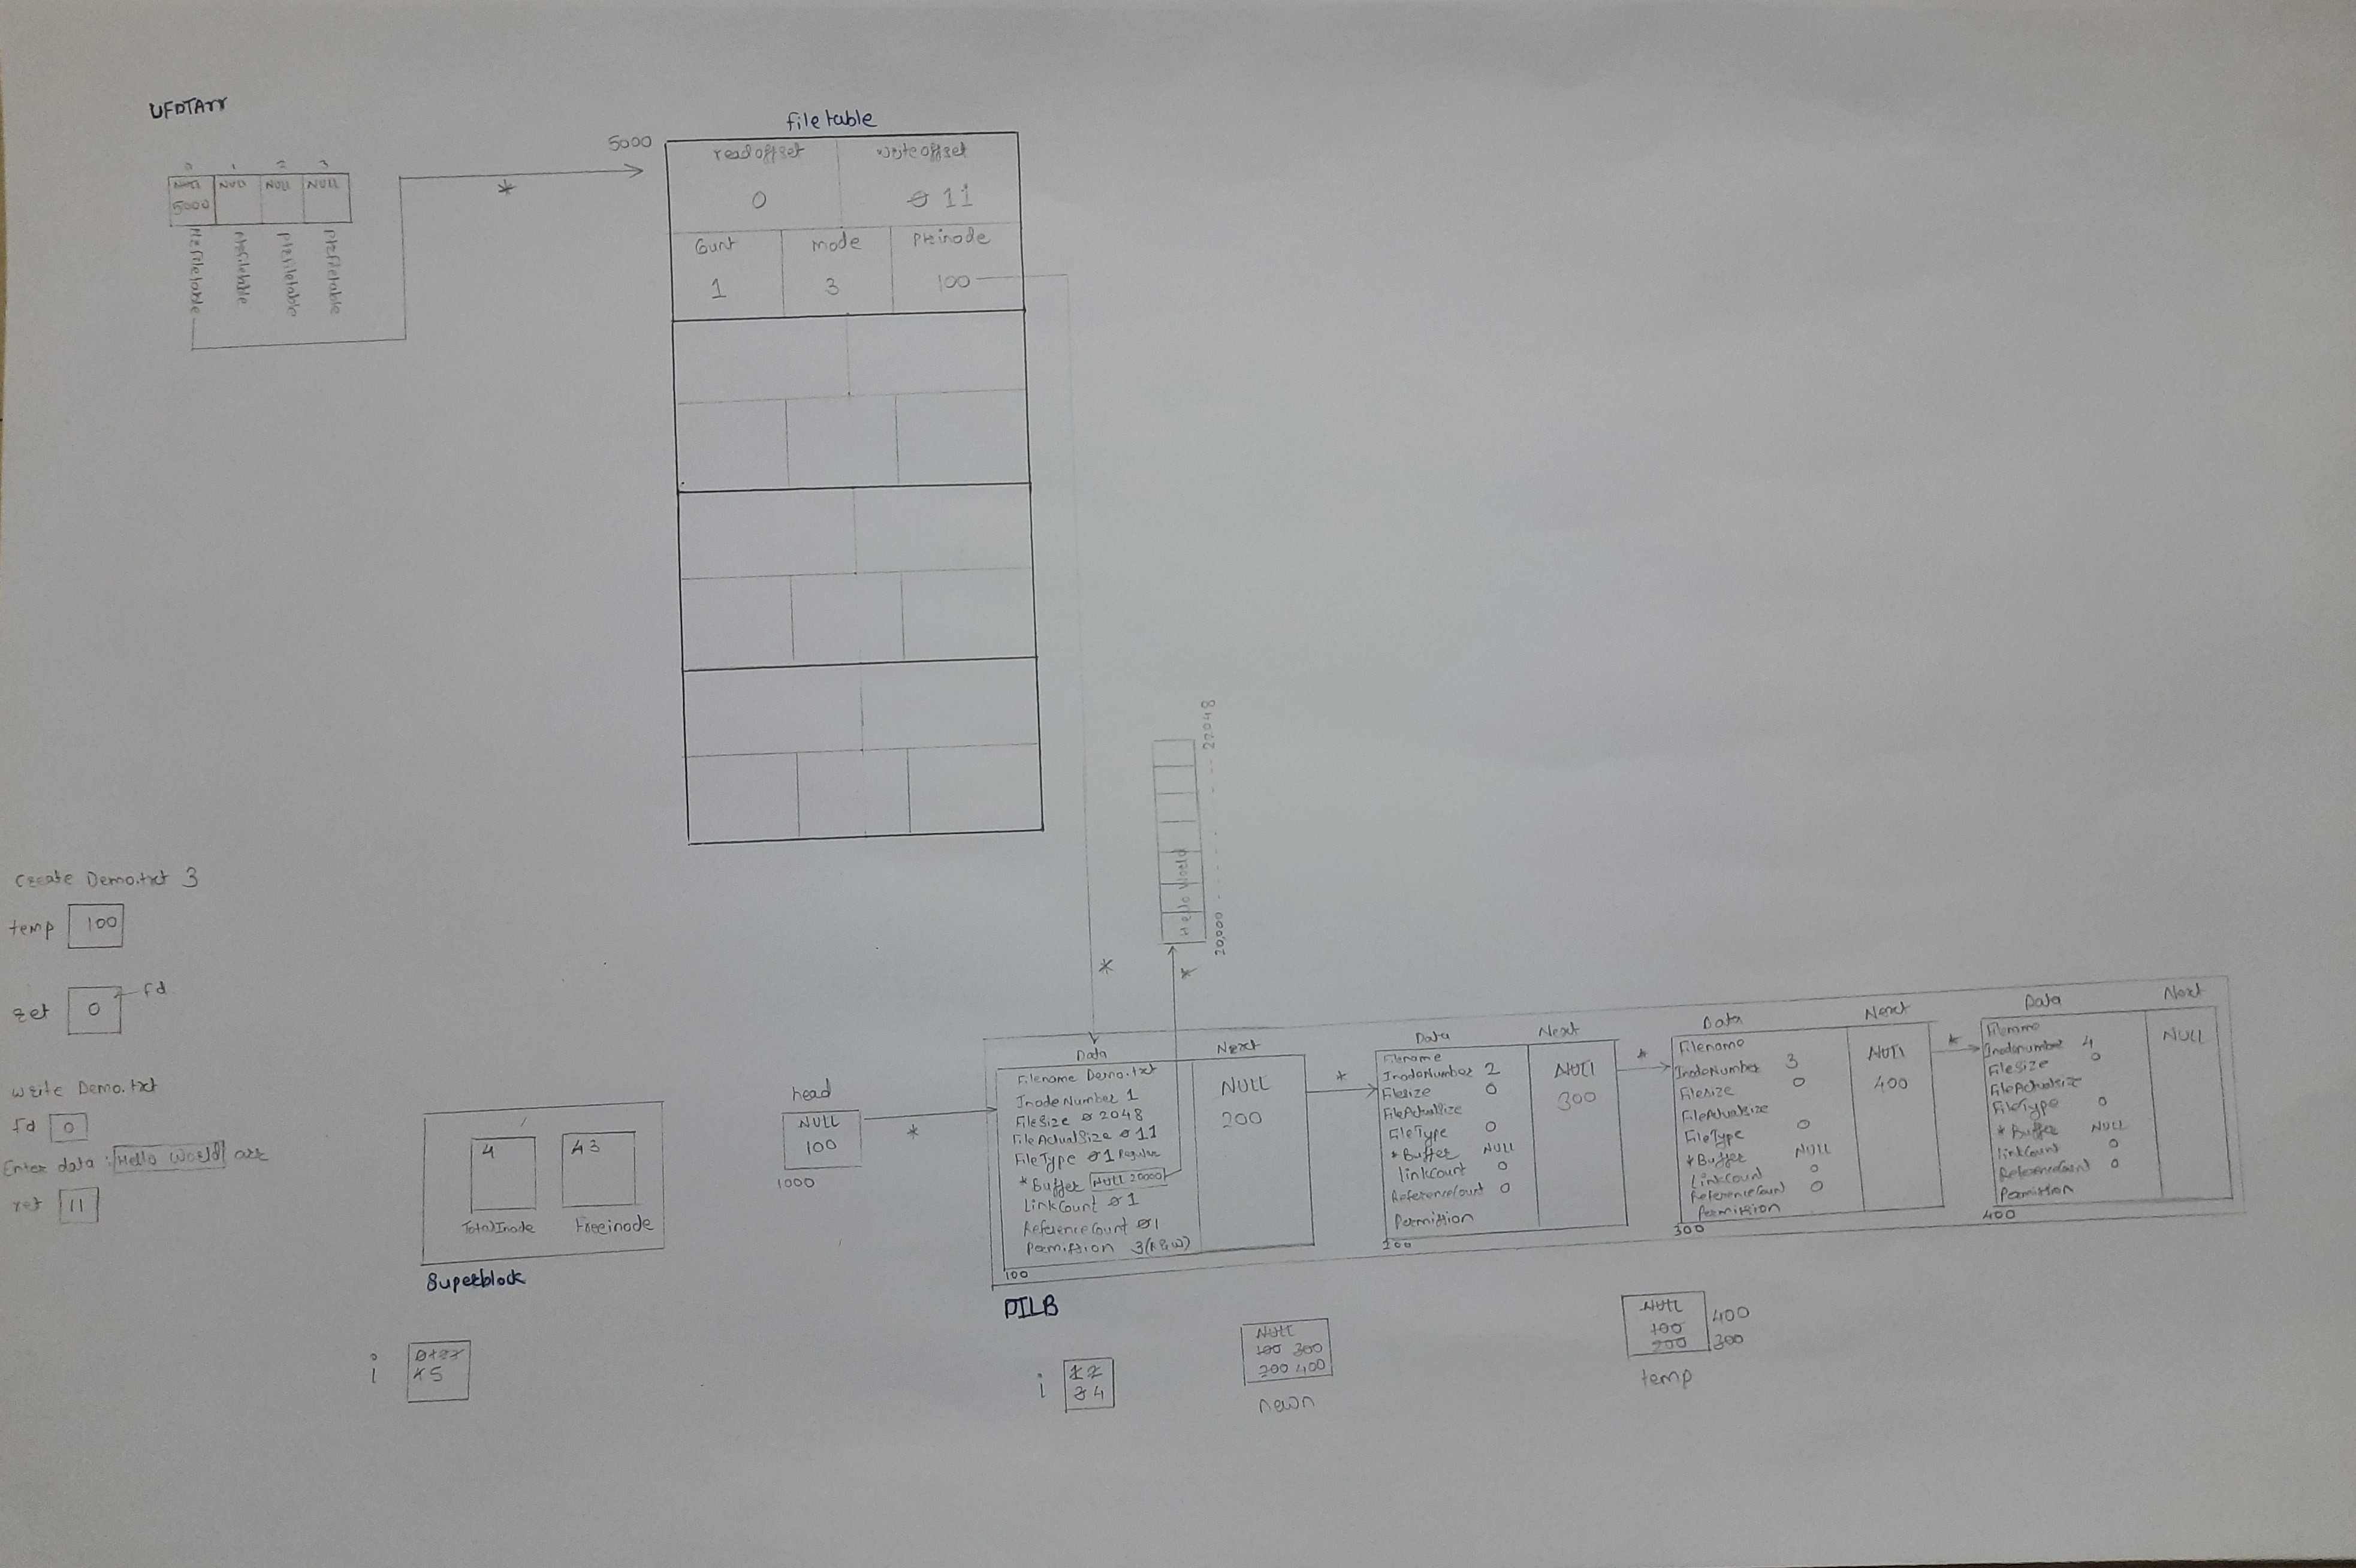 UFDTArr
0 1 2 3
NULL NULL NULL NULL
5000
ptrfiletable ptrfiletable ptrfiletable ptrfiletable
*
filetable
5000
readoffset writeoffset
0 0 11
Count mode Ptrinode
1 3 100
Create Demo.txt 3
temp 100
ret 0 fd
write Demo.txt
fd 0
Enter data : Hello World arr
ret 11
4 4 3
TotalInode Freeinode
Superblock
i 0 1 2 3
4 5
head
NULL
100
1000
*
*
*
Hello World
20,000 22048
Data Next
Filename Demo.txt
InodeNumber 1
FileSize 0 2048
FileActualSize 0 11
FileType 0 1 Regular
*Buffer NULL 20000
LinkCount 0 1
ReferenceCount 0 1
Permission 3(R&W)
NULL
200
100
DILB
*
Data Next
Filename
InodeNumber 2
Filesize 0
FileActualSize
FileType 0
*Buffer NULL
linkCount 0
ReferenceCount 0
Permission
NULL
300
200
*
Data Next
Filename
InodeNumber 3
Filesize 0
FileActualSize
FileType 0
*Buffer NULL
LinkCount 0
ReferenceCount 0
Permission
NULL
400
300
*
Data Next
Filename
Inodenumber 4
Filesize 0
FileActualsize
FileType 0
*Buffer NULL
linkCount 0
ReferenceCount 0
Permission
NULL
400
i 1 2
3 4
NULL
100 300
200 400
newn
NULL 400
100
200 300
temp